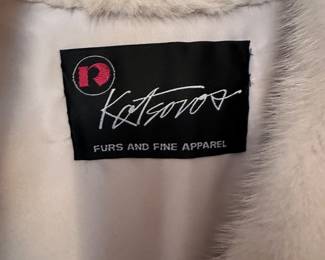 R
Katsoros
FURS AND FINE APPAREL